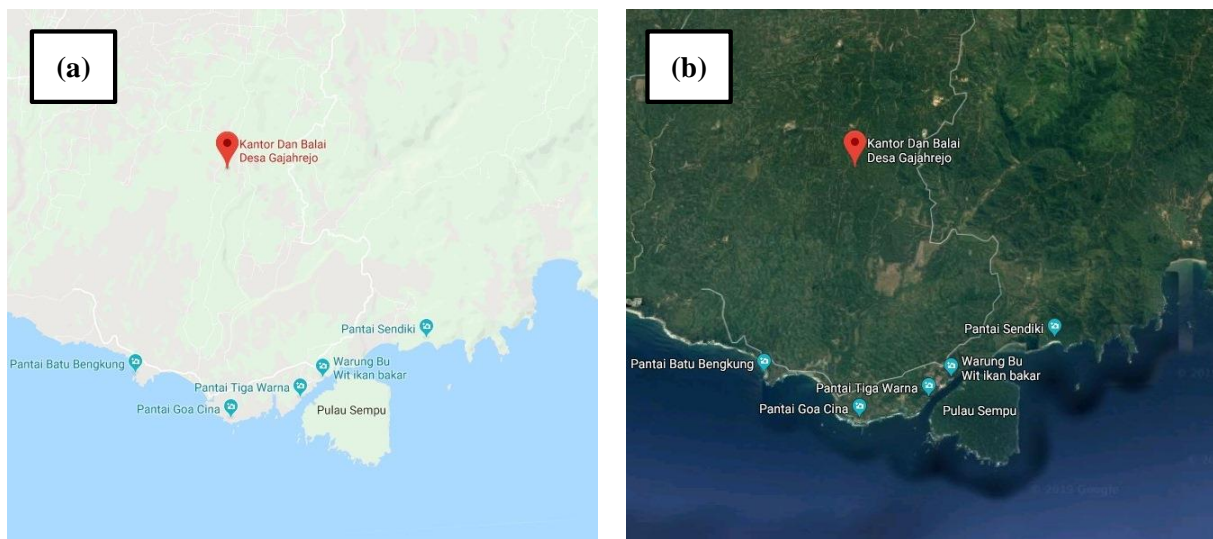 (a)
Kantor Dan Balai
Desa Gajahrejo
Pantai Sendiki
Pantai Batu Bengkung
Warung Bu
Wit ikan bakar
Pantai Tiga Warna
Pantai Goa Cina
Pulau Sempu
(b)
Kantor Dan Balai
Desa Gajahrejo
Pantai Sendiki
Pantai Batu Bengkung
Warung Bu
Wit ikan bakar
Pantai Tiga Warna
Pantai Goa Cina
Pulau Sempu